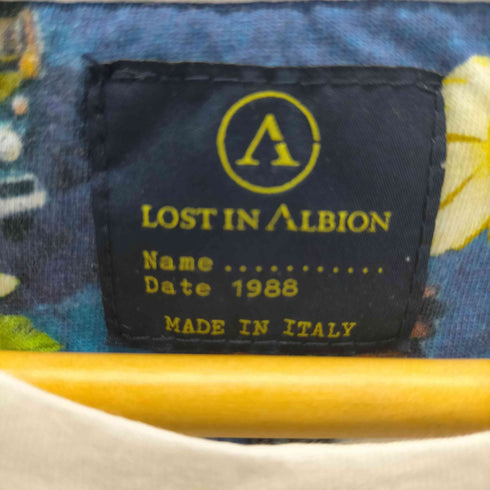 LOST IN ALBION
Name...........
Date 1988
MADE IN ITALY